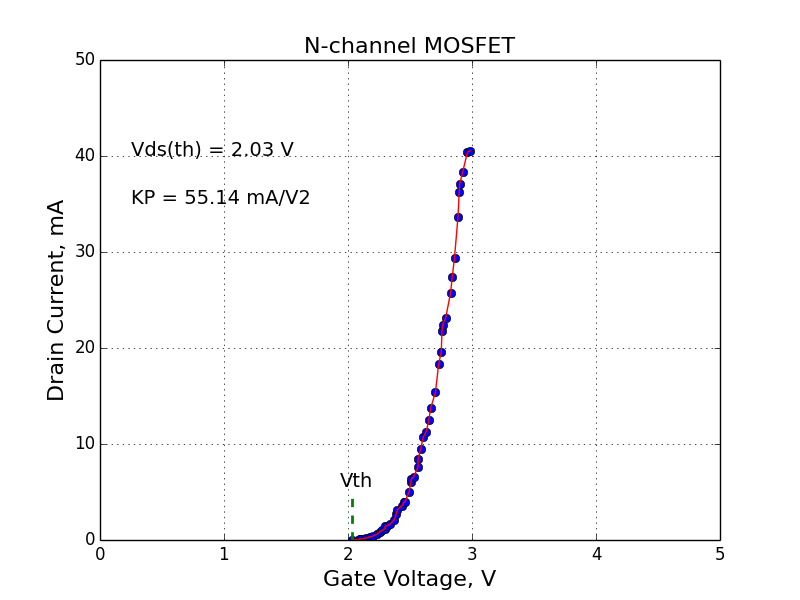 N-channel MOSFET
50
40
30
20
10
0
Drain Current, mA
Vds(th) = 2.03 V
KP = 55.14 mA/V2
Vth
0 1 2 3 4 5
Gate Voltage, V